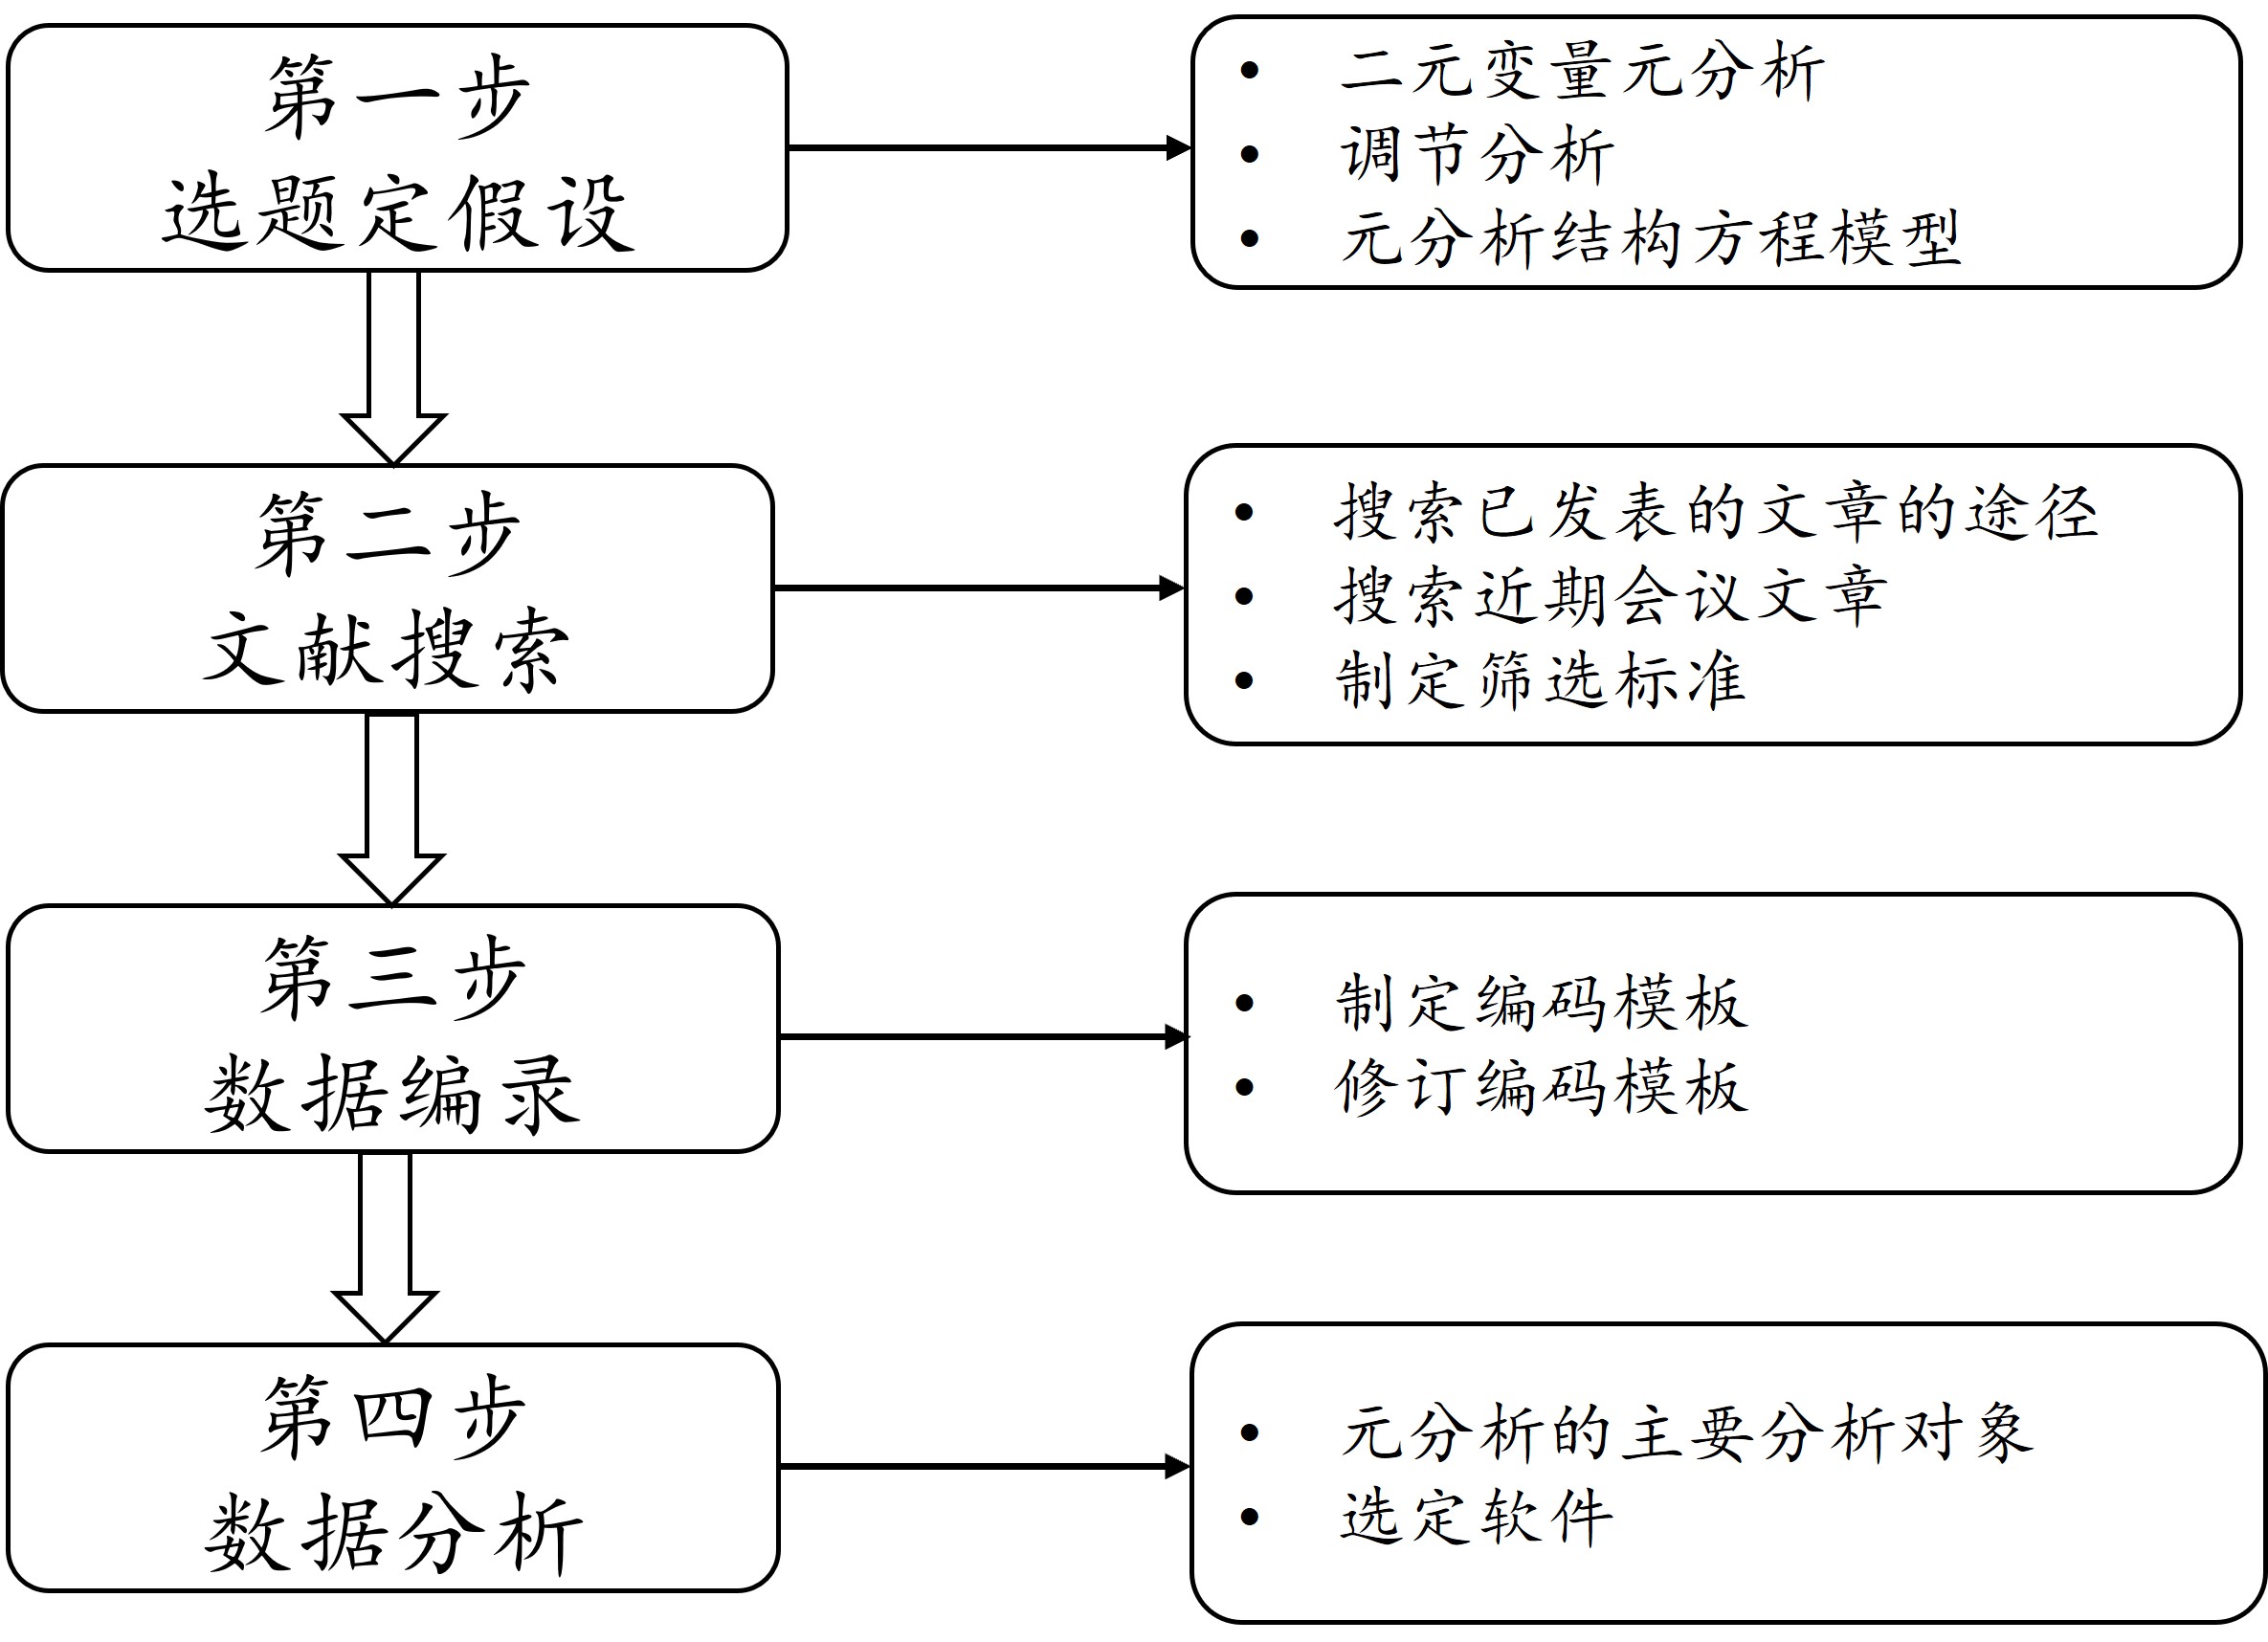 第一步
选题定假设
• 二元变量元分析
• 调节分析
• 元分析结构方程模型
第二步
文献搜索
• 搜索已发表的文章的途径
• 搜索近期会议文章
• 制定筛选标准
第三步
数据编录
• 制定编码模板
• 修订编码模板
第四步
数据分析
• 元分析的主要分析对象
• 选定软件